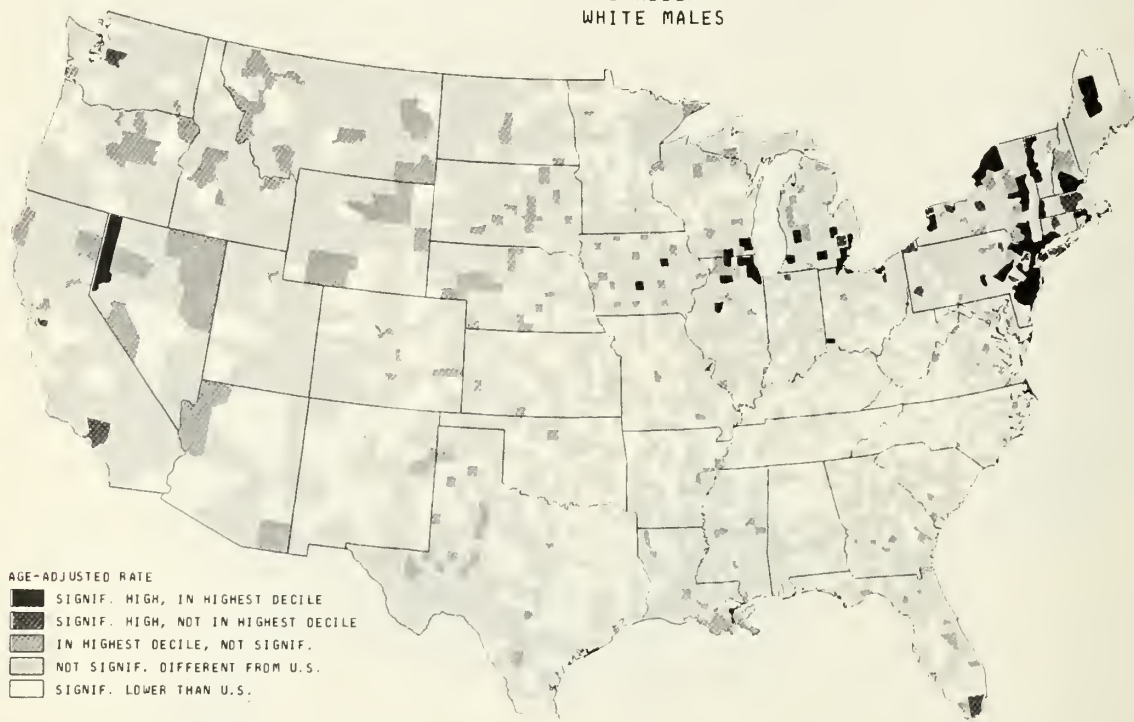 WHITE MALES
AGE-ADJUSTED RATE
SIGNIF. HIGH, IN HIGHEST DECILE
SIGNIF. HIGH, NOT IN HIGHEST DECILE
IN HIGHEST DECILE, NOT SIGNIF.
NOT SIGNIF. DIFFERENT FROM U.S.
SIGNIF. LOWER THAN U.S.